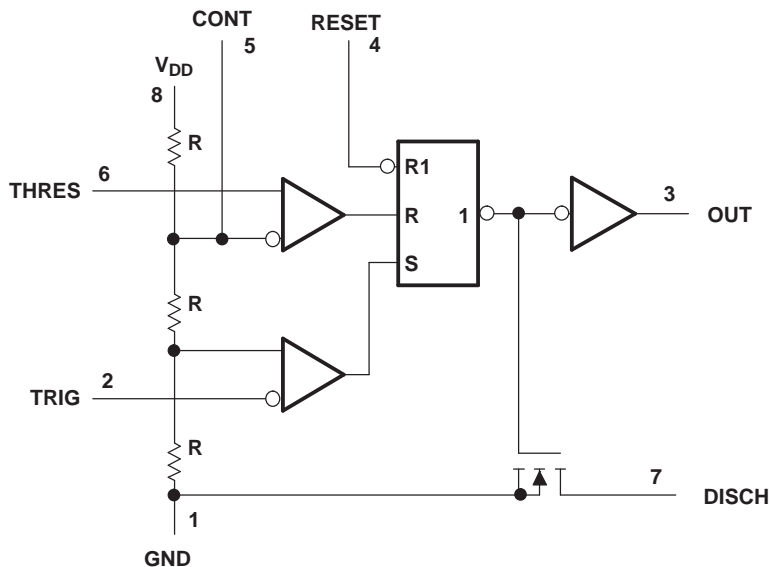 CONT
5
RESET
4
VDD
8
R
6
THRES
R1
R
1
S
3
OUT
R
2
TRIG
R
7
DISCH
1
GND